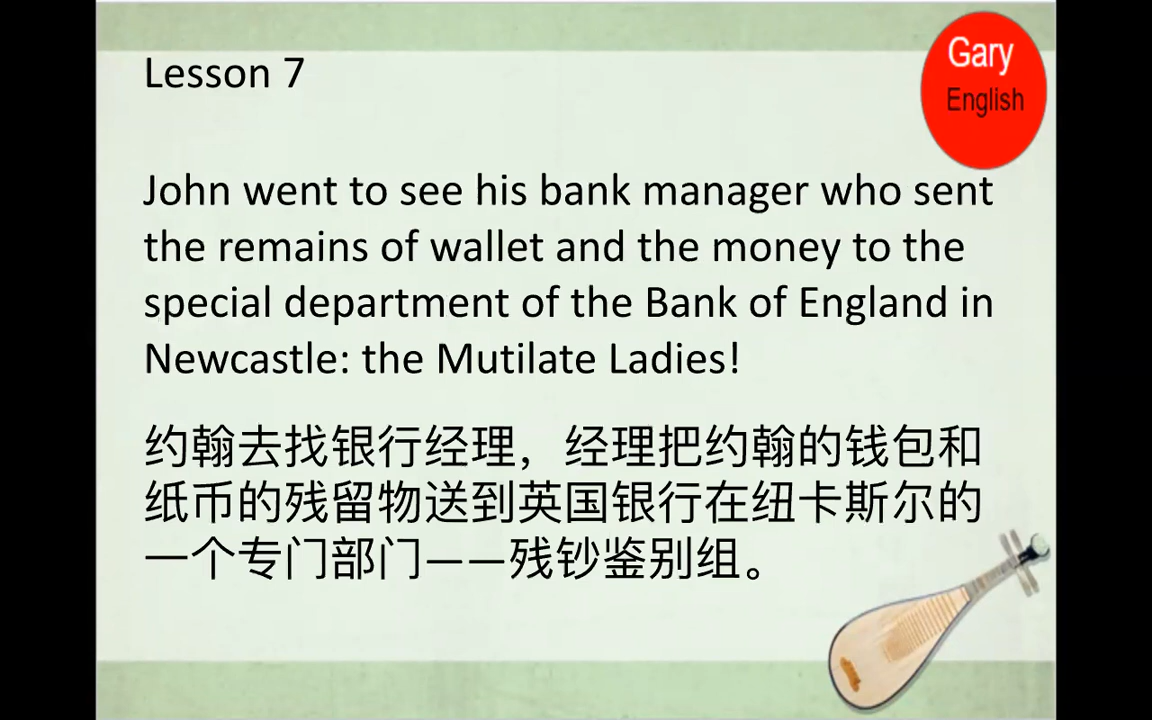 Lesson 7
Gary
English
John went to see his bank manager who sent
the remains of wallet and the money to the
special department of the Bank of England in
Newcastle: the Mutilate Ladies!
约翰去找银行经理，经理把约翰的钱包和
纸币的残留物送到英国银行在纽卡斯尔的
一个专门部门——残钞鉴别组。